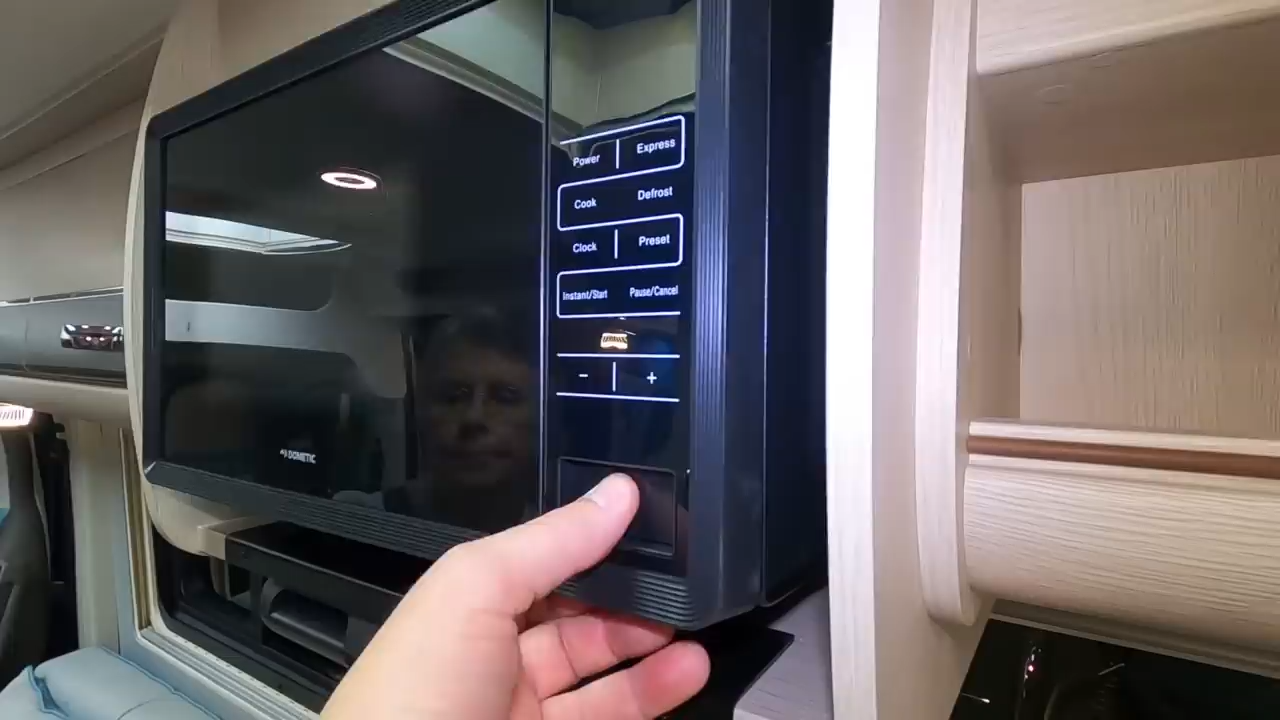 Power Express
Cook Defrost
Clock Preset
Instant/Start Pause/Cancel
- +
DOMETIC